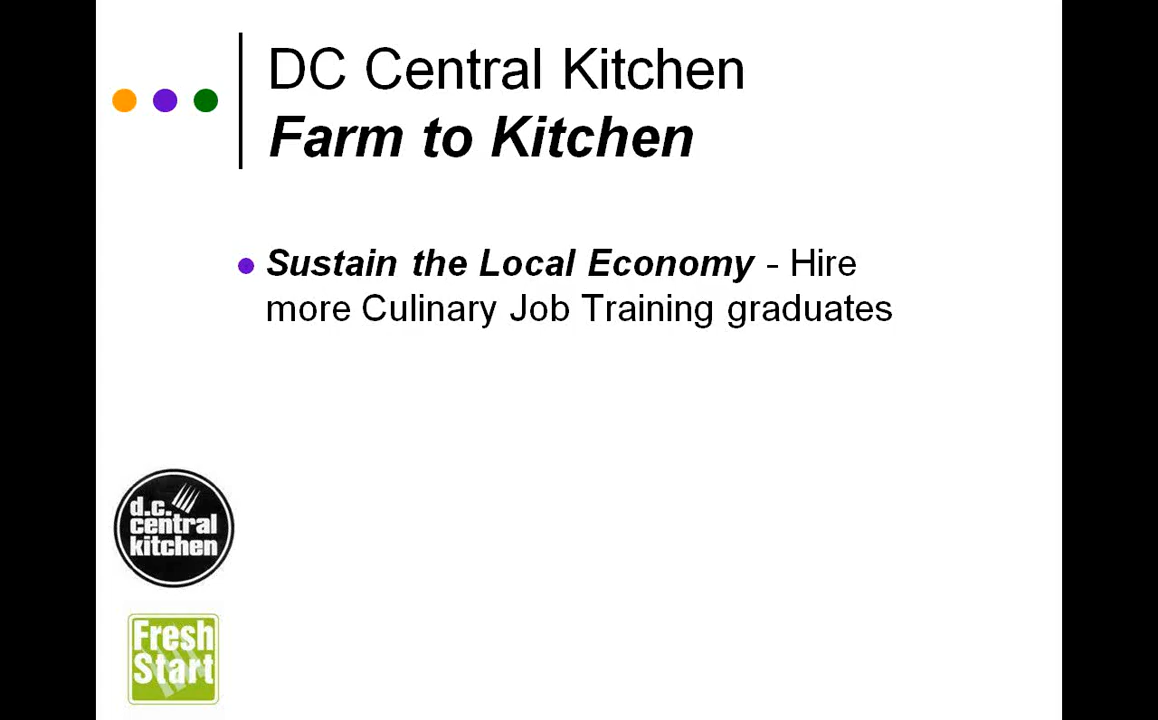 DC Central Kitchen
Farm to Kitchen
Sustain the Local Economy - Hire
more Culinary Job Training graduates
d.c.
central
kitchen
Fresh
Start